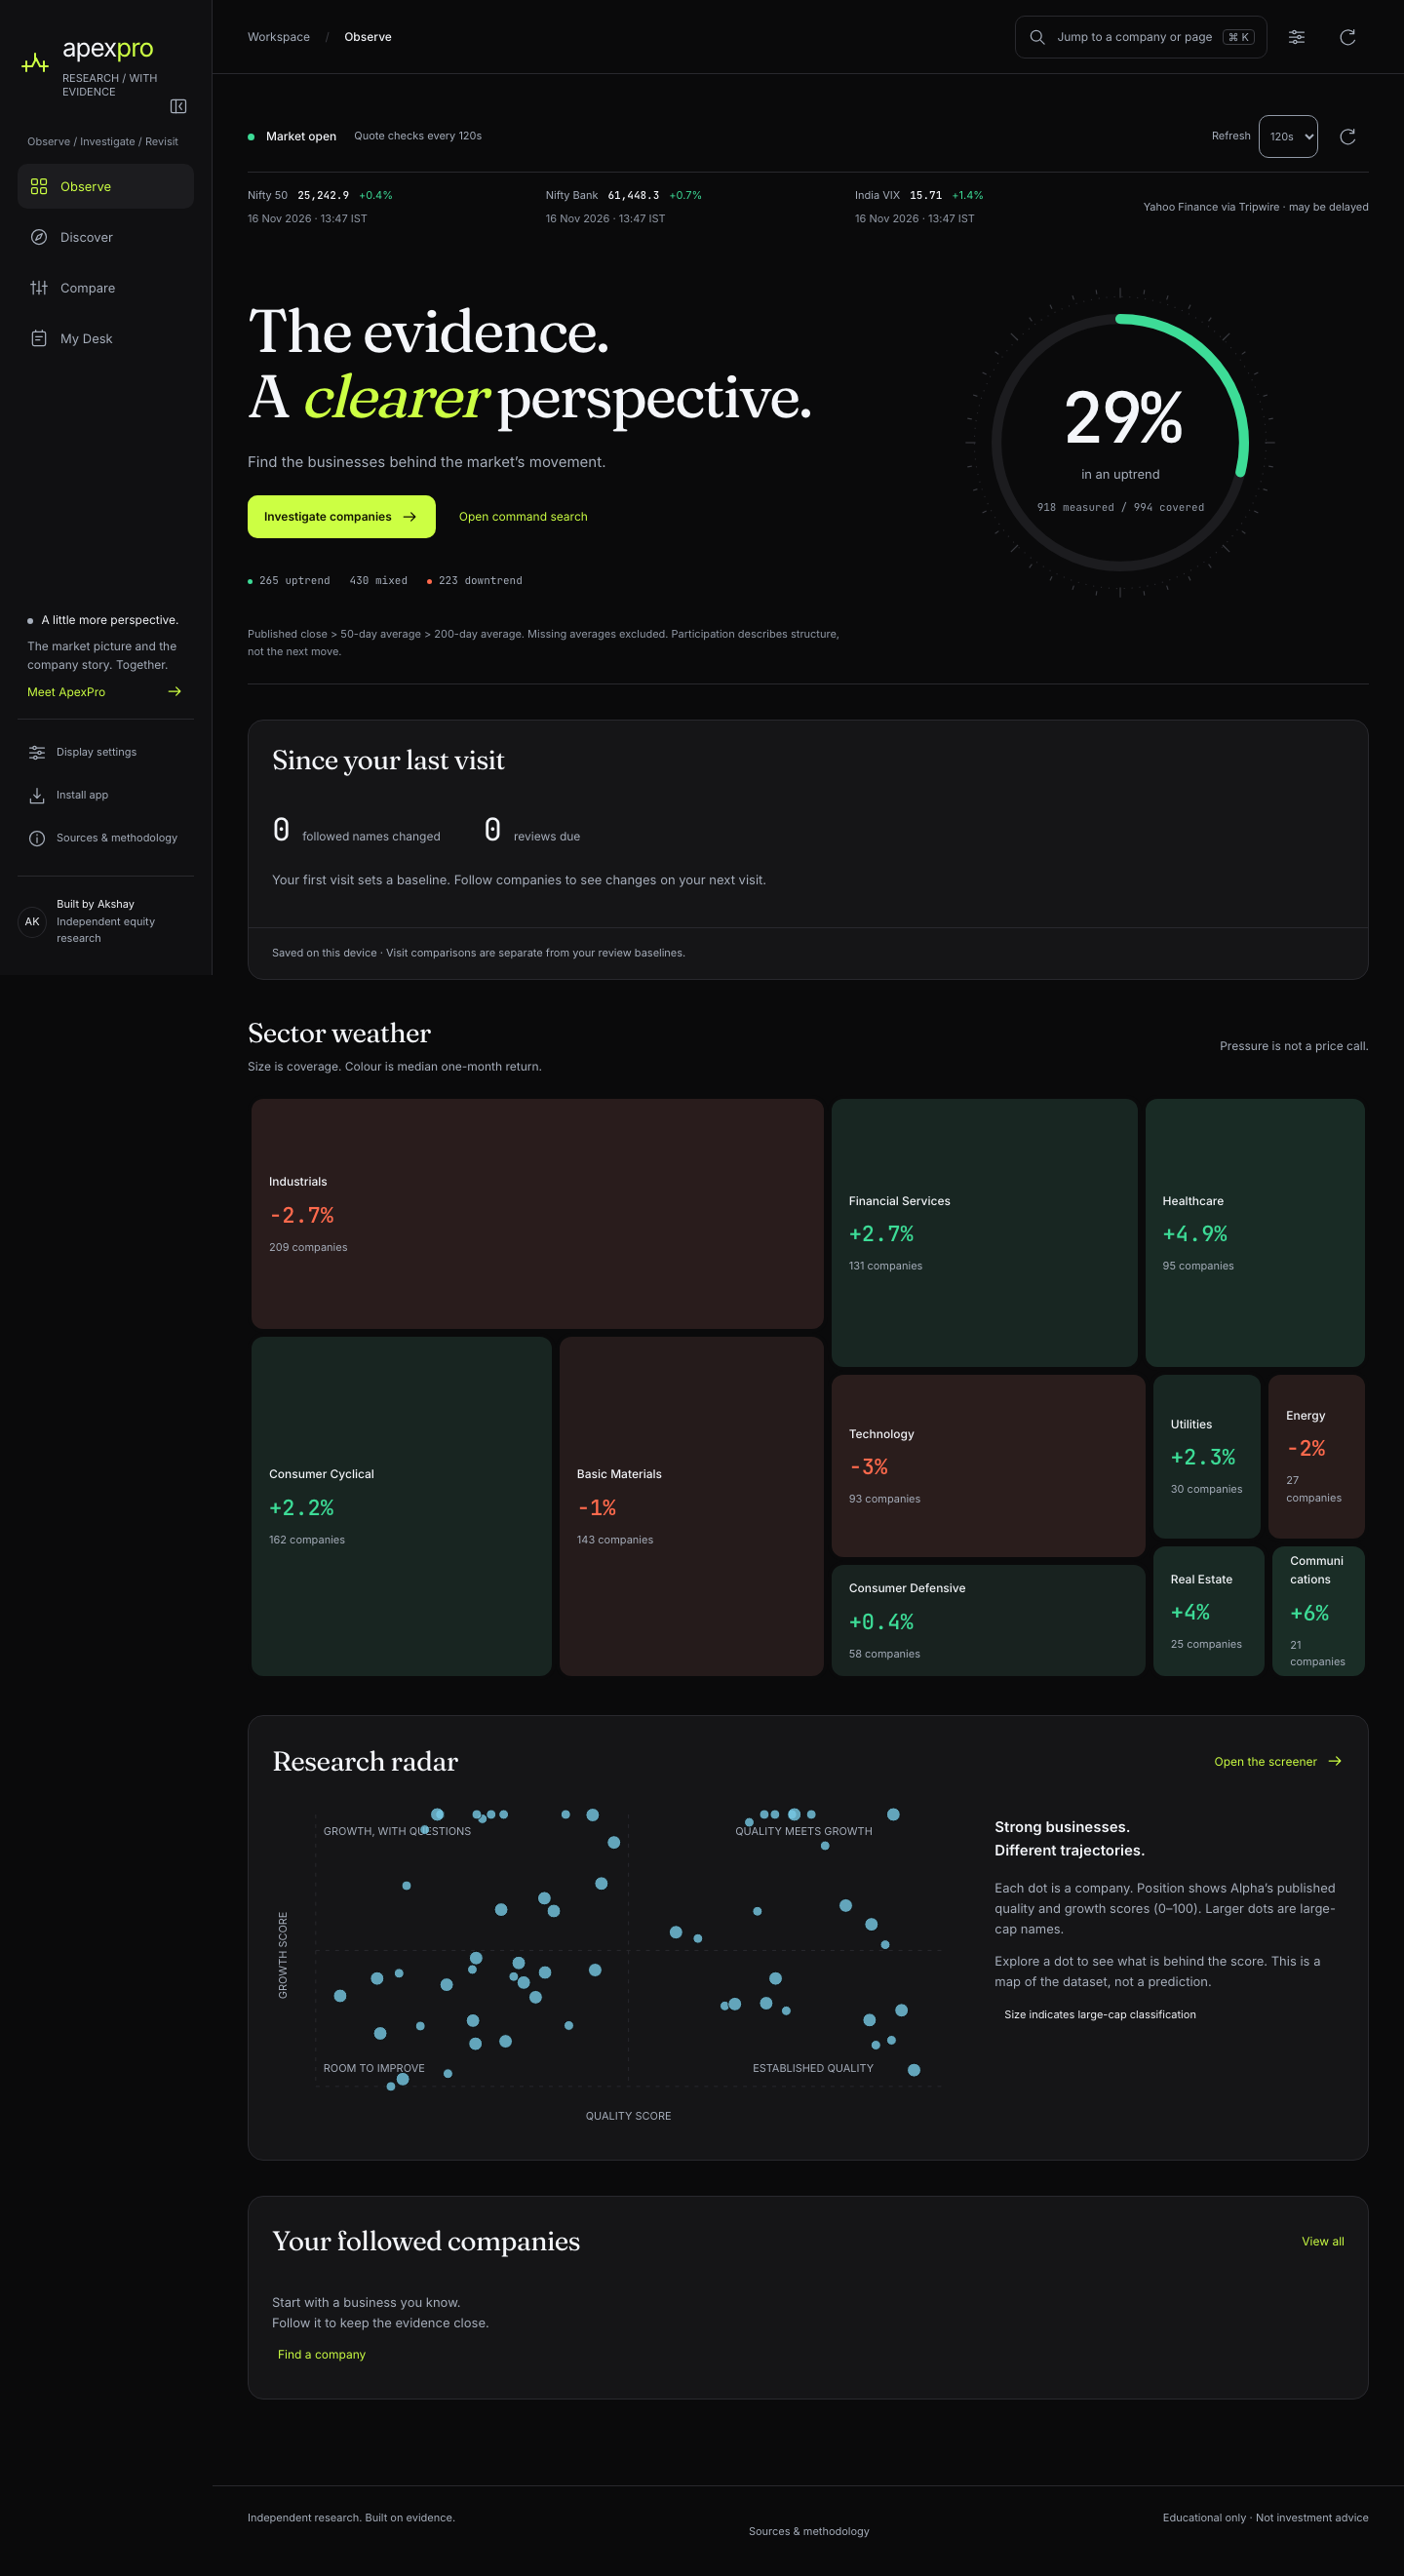 apexpro
RESEARCH / WITH
EVIDENCE
Observe / Investigate / Revisit
Observe
Discover
Compare
My Desk
A little more perspective.
The market picture and the
company story. Together.
Meet ApexPro
Display settings
Install app
Sources & methodology
AK
Built by Akshay
Independent equity
research
Workspace / Observe
Jump to a company or page ⌘ K
Market open Quote checks every 120s
Refresh 120s
Nifty 50 25,242.9 +0.4%
16 Nov 2026 · 13:47 IST
Nifty Bank 61,448.3 +0.7%
16 Nov 2026 · 13:47 IST
India VIX 15.71 +1.4%
16 Nov 2026 · 13:47 IST
Yahoo Finance via Tripwire · may be delayed
The evidence.
A clearer perspective.
Find the businesses behind the market’s movement.
Investigate companies
Open command search
265 uptrend 430 mixed 223 downtrend
Published close > 50-day average > 200-day average. Missing averages excluded. Participation describes structure,
not the next move.
29%
in an uptrend
918 measured / 994 covered
Since your last visit
0 followed names changed
0 reviews due
Your first visit sets a baseline. Follow companies to see changes on your next visit.
Saved on this device · Visit comparisons are separate from your review baselines.
Sector weather
Size is coverage. Colour is median one-month return.
Pressure is not a price call.
Industrials
-2.7%
209 companies
Financial Services
+2.7%
131 companies
Healthcare
+4.9%
95 companies
Consumer Cyclical
+2.2%
162 companies
Basic Materials
-1%
143 companies
Technology
-3%
93 companies
Utilities
+2.3%
30 companies
Energy
-2%
27
companies
Consumer Defensive
+0.4%
58 companies
Real Estate
+4%
25 companies
Communi
cations
+6%
21
companies
Research radar
Open the screener
GROWTH, WITH QUESTIONS
QUALITY MEETS GROWTH
GROWTH SCORE
ROOM TO IMPROVE
ESTABLISHED QUALITY
QUALITY SCORE
Strong businesses.
Different trajectories.
Each dot is a company. Position shows Alpha’s published
quality and growth scores (0–100). Larger dots are large-
cap names.
Explore a dot to see what is behind the score. This is a
map of the dataset, not a prediction.
Size indicates large-cap classification
Your followed companies
View all
Start with a business you know.
Follow it to keep the evidence close.
Find a company
Independent research. Built on evidence.
Sources & methodology
Educational only · Not investment advice